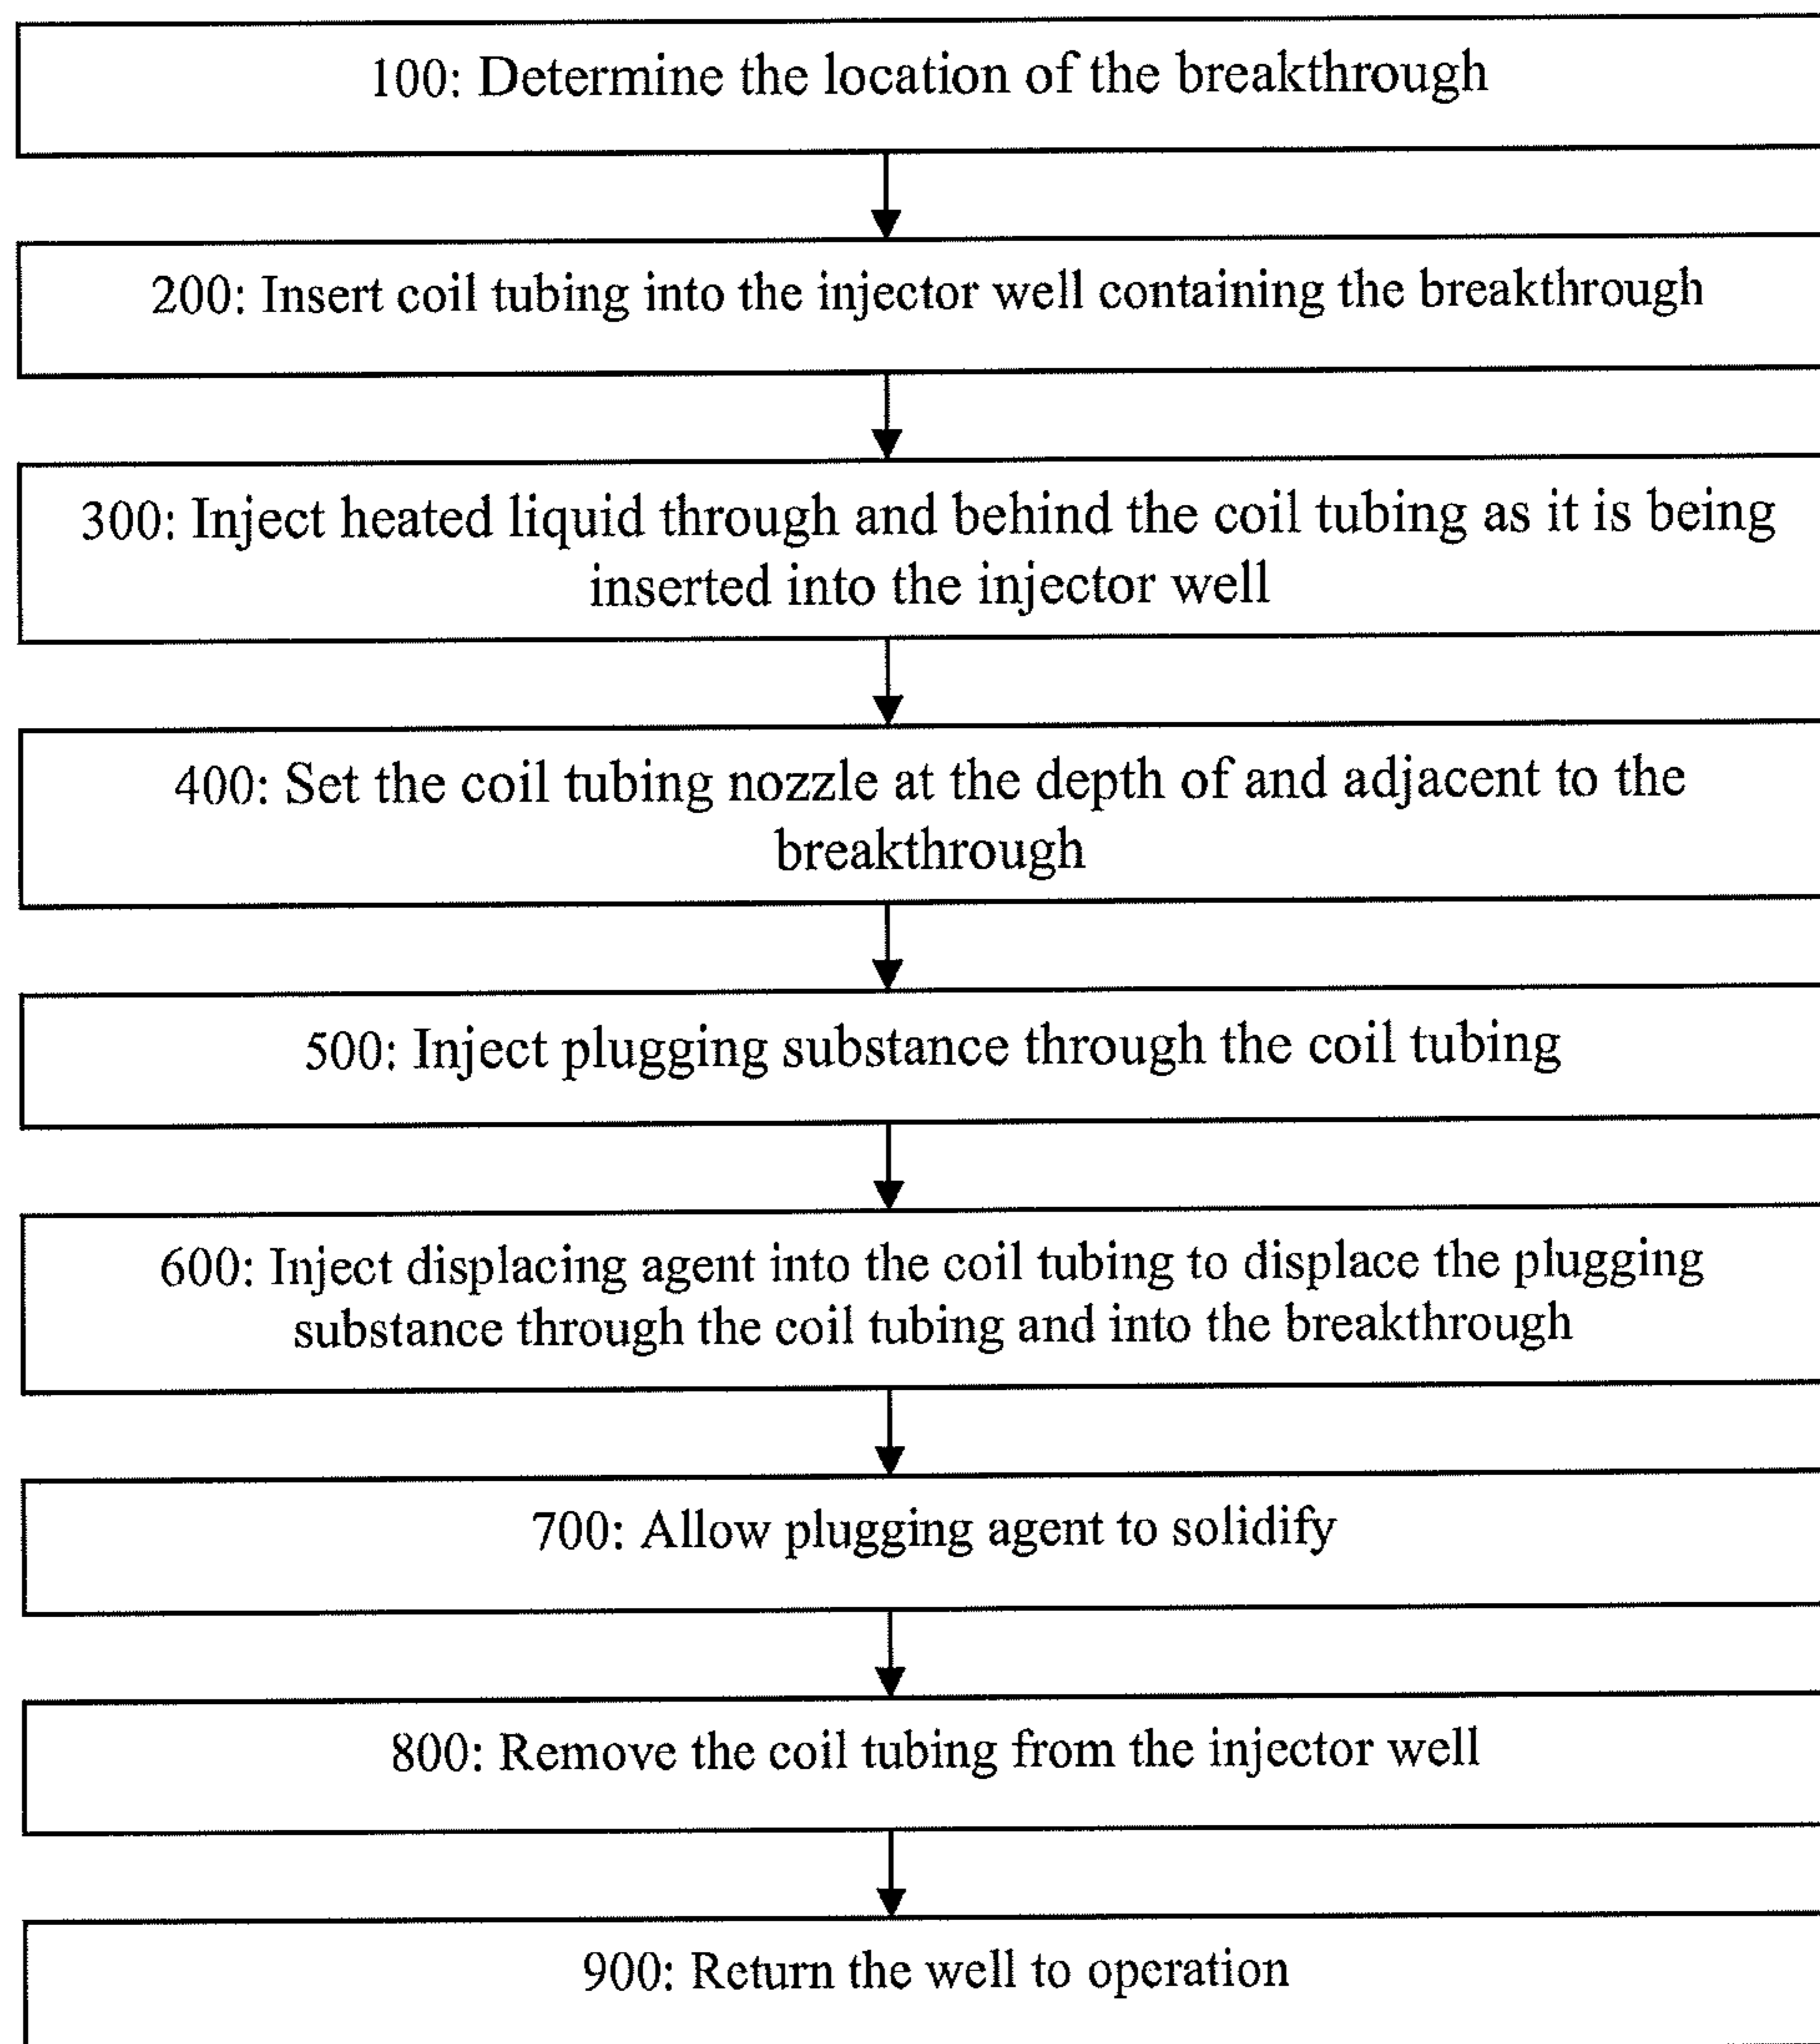 100: Determine the location of the breakthrough
200: Insert coil tubing into the injector well containing the breakthrough
300: Inject heated liquid through and behind the coil tubing as it is being
inserted into the injector well
400: Set the coil tubing nozzle at the depth of and adjacent to the
breakthrough
500: Inject plugging substance through the coil tubing
600: Inject displacing agent into the coil tubing to displace the plugging
substance through the coil tubing and into the breakthrough
700: Allow plugging agent to solidify
800: Remove the coil tubing from the injector well
900: Return the well to operation